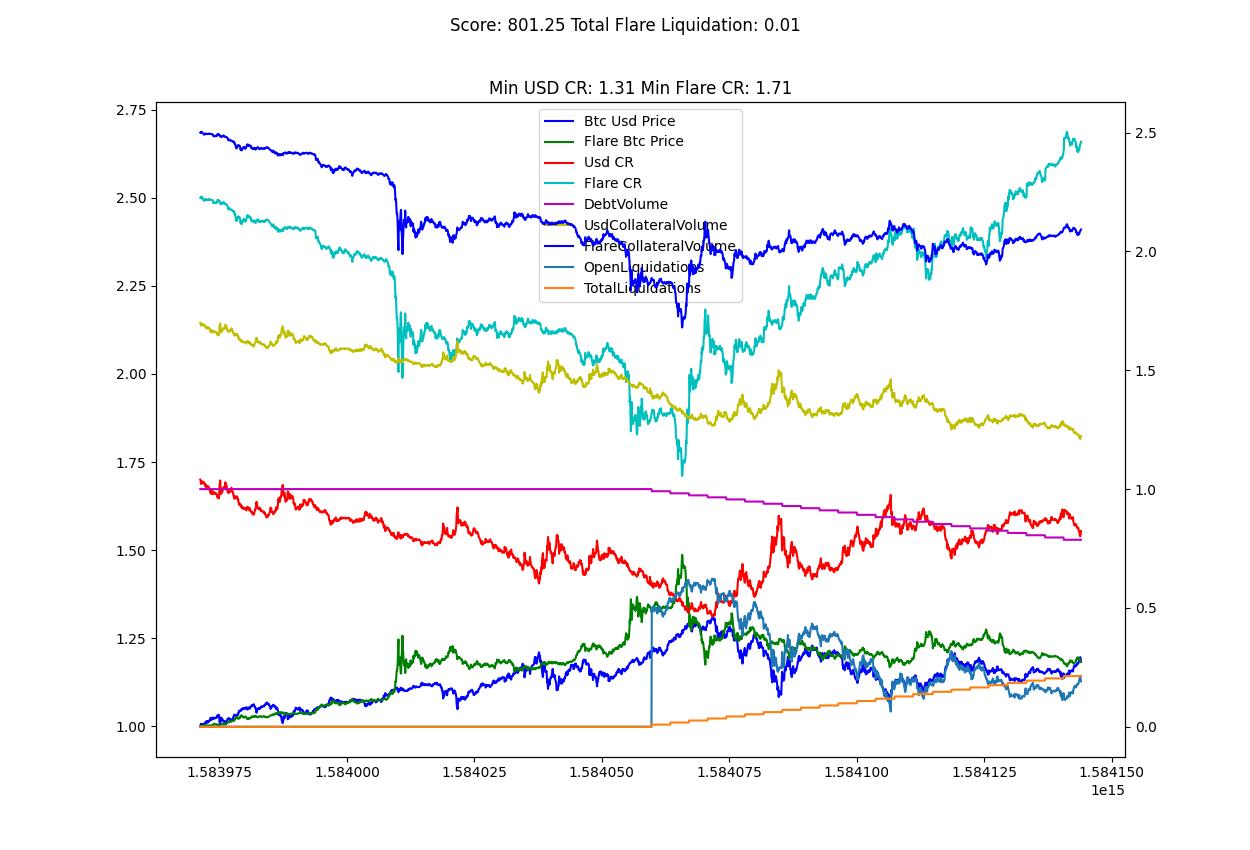 Score: 801.25 Total Flare Liquidation: 0.01
Min USD CR: 1.31 Min Flare CR: 1.71
2.75
2.50
2.25
2.00
1.75
1.50
1.25
1.00
Btc Usd Price
Flare Btc Price
Usd CR
Flare CR
DebtVolume
UsdCollateralVolume
FlareCollateralVolume
OpenLiquidations
TotalLiquidations
2.5
2.0
1.5
1.0
0.5
0.0
1.583975 1.584000 1.584025 1.584050 1.584075 1.584100 1.584125 1.584150
1e15